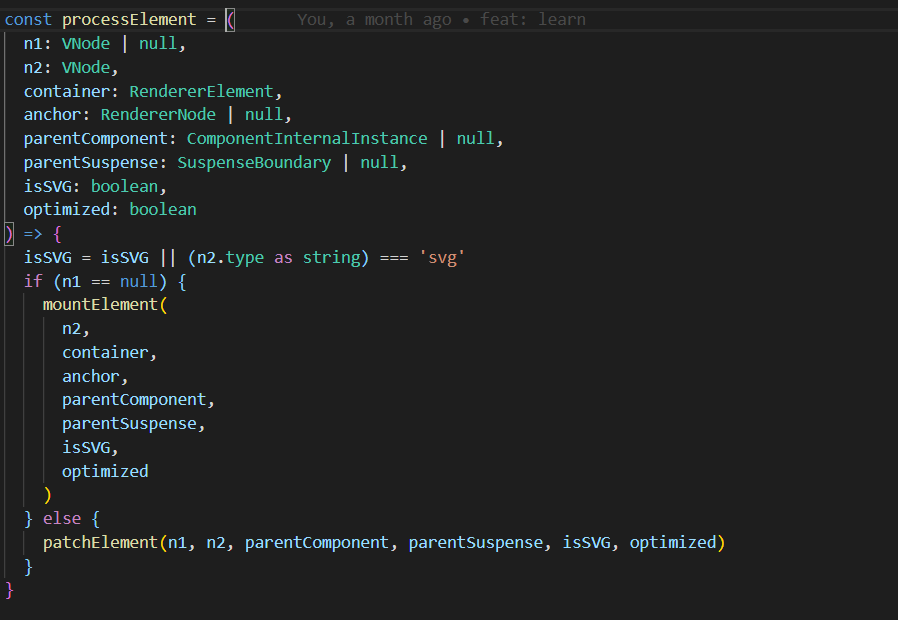 const processElement = (      You, a month ago • feat: learn
  n1: VNode | null,
  n2: VNode,
  container: RendererElement,
  anchor: RendererNode | null,
  parentComponent: ComponentInternalInstance | null,
  parentSuspense: SuspenseBoundary | null,
  isSVG: boolean,
  optimized: boolean
) => {
  isSVG = isSVG || (n2.type as string) === 'svg'
  if (n1 == null) {
    mountElement(
      n2,
      container,
      anchor,
      parentComponent,
      parentSuspense,
      isSVG,
      optimized
    )
  } else {
    patchElement(n1, n2, parentComponent, parentSuspense, isSVG, optimized)
  }
}